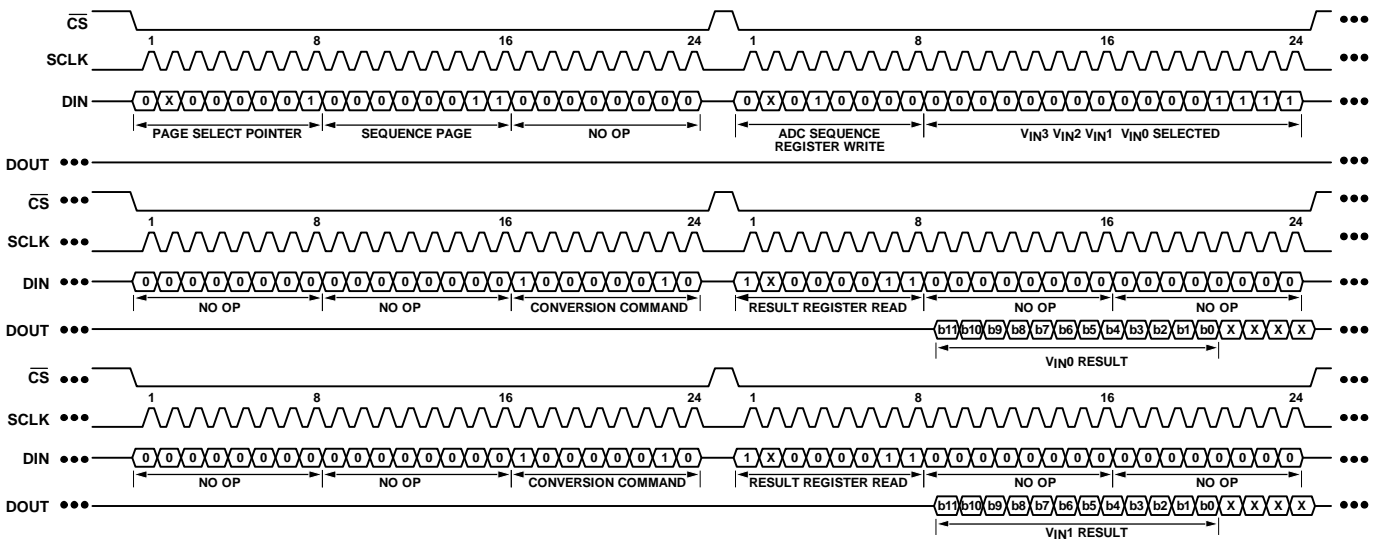 CS
1 8 16 24 1 8 16 24
SCLK
DIN 0 X 0 0 0 0 0 1 0 0 0 0 0 0 1 1 0 0 0 0 0 0 0 0 0 X 0 1 0 0 0 0 0 0 0 0 0 0 0 0 0 0 0 0 1 1 1 1
PAGE SELECT POINTER SEQUENCE PAGE NO OP ADC SEQUENCE REGISTER WRITE VIN3 VIN2 VIN1 VIN0 SELECTED
DOUT
CS
1 8 16 24 1 8 16 24
SCLK
DIN 0 0 0 0 0 0 0 0 0 0 0 0 0 0 0 0 1 0 0 0 0 0 1 0 1 X 0 0 0 0 1 1 0 0 0 0 0 0 0 0 0 0 0 0 0 0 0 0
NO OP NO OP CONVERSION COMMAND RESULT REGISTER READ NO OP NO OP
DOUT b11 b10 b9 b8 b7 b6 b5 b4 b3 b2 b1 b0 X X X X
VIN0 RESULT
CS
1 8 16 24 1 8 16 24
SCLK
DIN 0 0 0 0 0 0 0 0 0 0 0 0 0 0 0 0 1 0 0 0 0 0 1 0 1 X 0 0 0 0 1 1 0 0 0 0 0 0 0 0 0 0 0 0 0 0 0 0
NO OP NO OP CONVERSION COMMAND RESULT REGISTER READ NO OP NO OP
DOUT b11 b10 b9 b8 b7 b6 b5 b4 b3 b2 b1 b0 X X X X
VIN1 RESULT